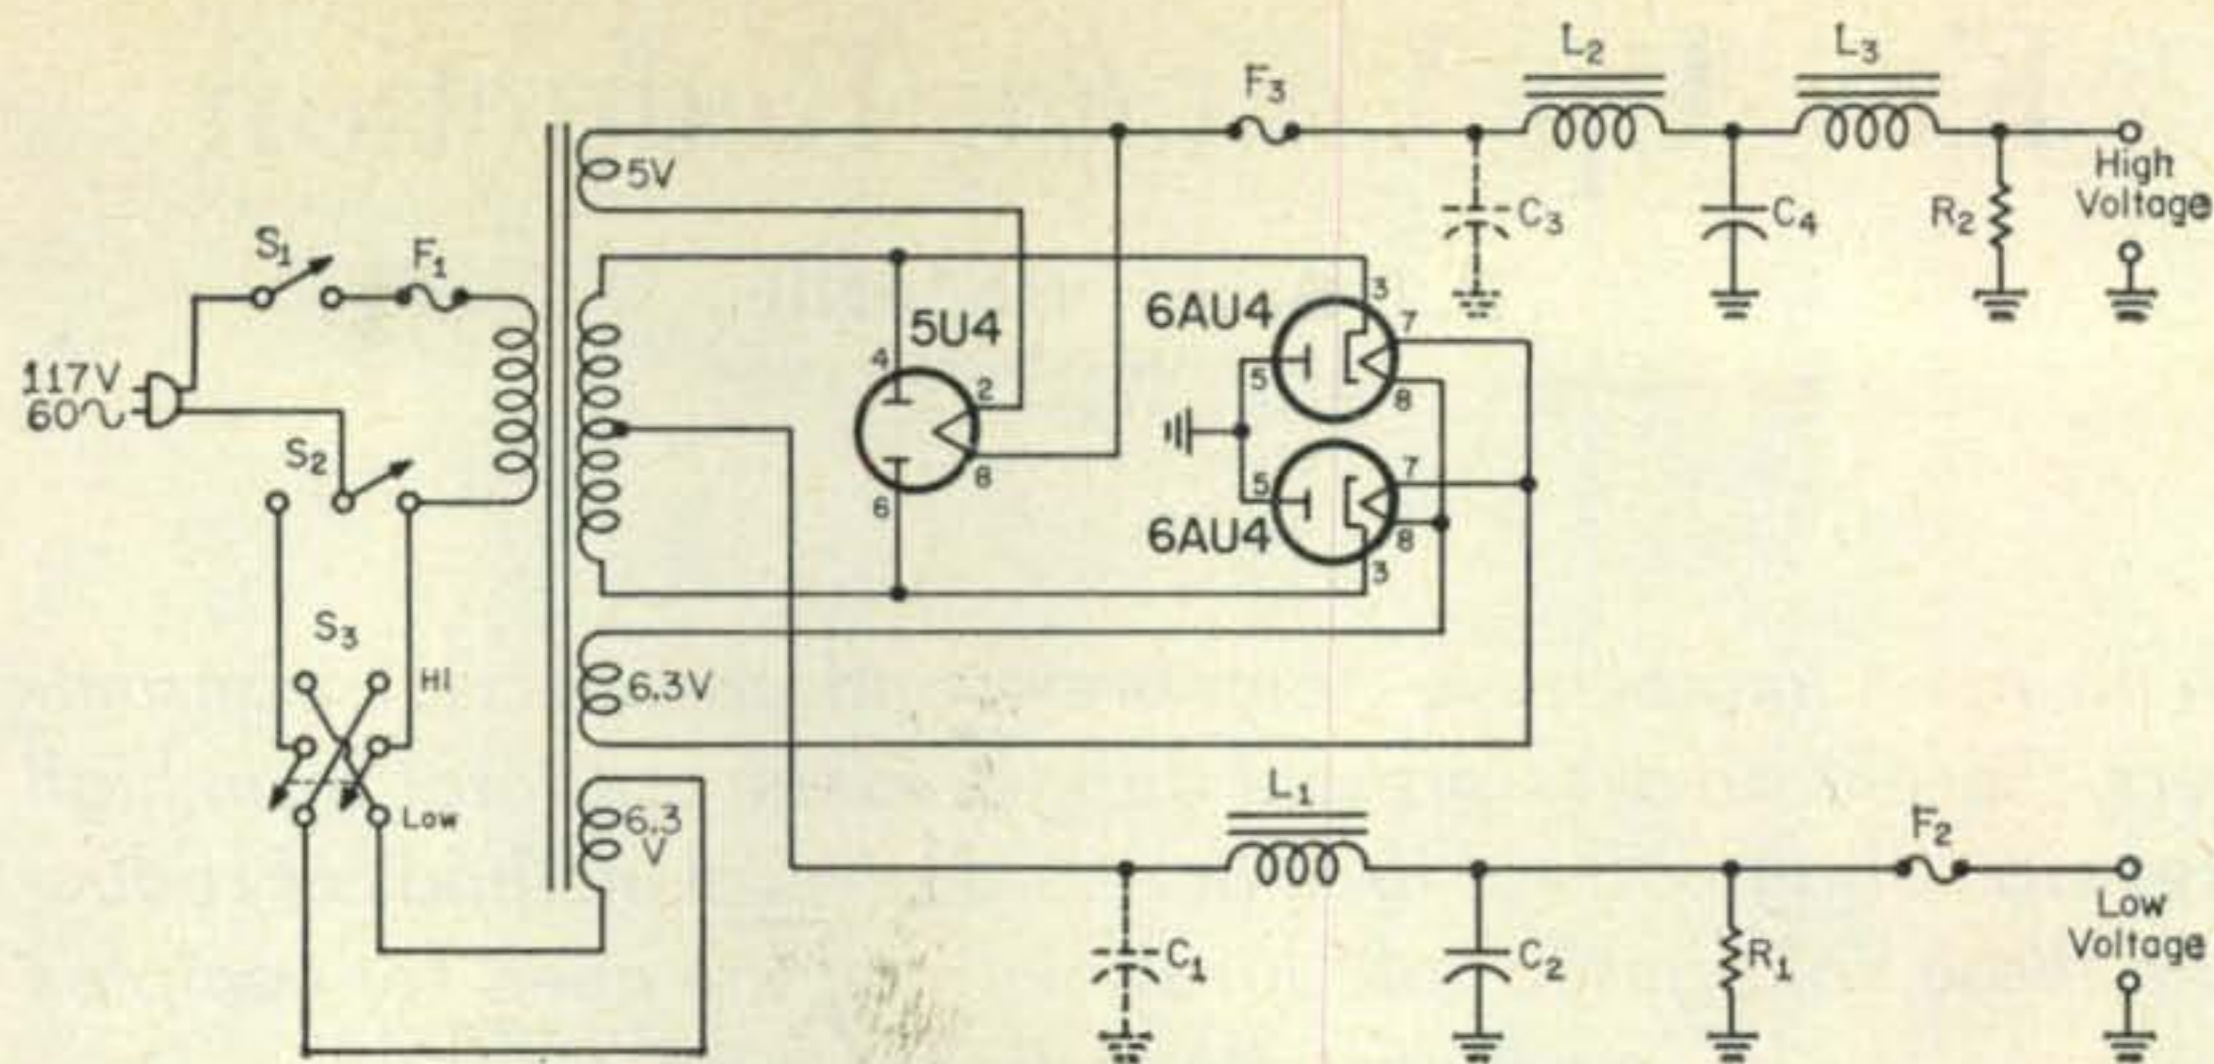 L2
L3
F3
5V
C3
C4
R2
High
Voltage
S1
F1
117V
60~
5U4
4
2
8
6
6AU4
3
7
5
8
6AU4
5
7
8
3
S2
S3
HI
Low
6.3V
6.3
V
L1
F2
C1
C2
R1
Low
Voltage